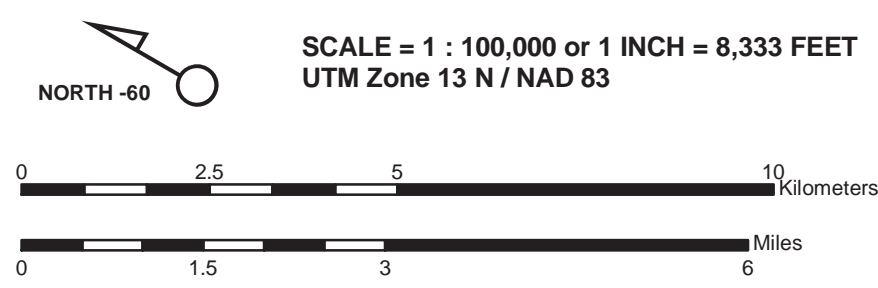 SCALE = 1 : 100,000 or 1 INCH = 8,333 FEET
NORTH -60
UTM Zone 13 N / NAD 83
0 2.5 5 10
Kilometers
Miles
0 1.5 3 6